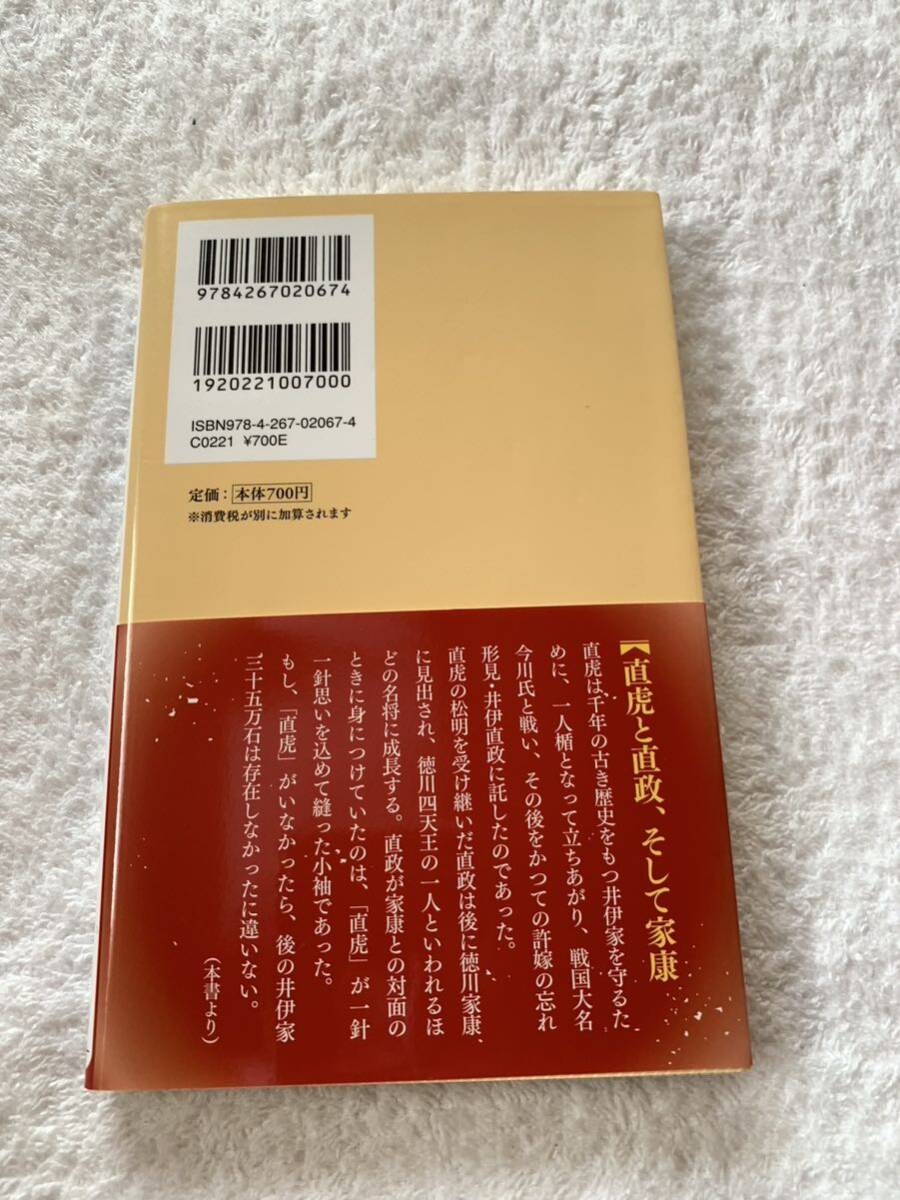 9784267020674
1920221007000
ISBN978-4-267-02067-4
C0221 ¥700E
定価：本体700円
※消費税が別に加算されます
直虎と直政、そして家康
直虎は千年の古き歴史をもつ井伊家を守るた
めに、一人楯となって立ちあがり、戦国大名
今川氏と戦い、その後をかつての許嫁の忘れ
形見・井伊直政に託したのであった。
直虎の松明を受け継いだ直政は後に徳川家康
に見出され、徳川四天王の一人といわれるほ
どの名将に成長する。直政が家康との対面の
ときに身につけていたのは、「直虎」が一針
一針思いを込めて縫った小袖であった。
もし、「直虎」がいなかったら、後の井伊家
三十五万石は存在しなかったに違いない。
（本書より）